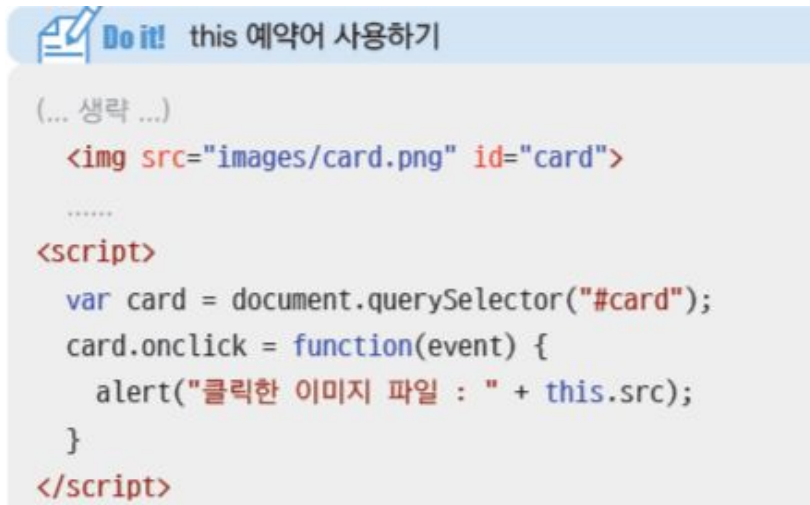 Do it! this 예약어 사용하기
(... 생략 ...)
<img src="images/card.png" id="card">
......
<script>
var card = document.querySelector("#card");
card.onclick = function(event) {
alert("클릭한 이미지 파일 : " + this.src);
}
</script>